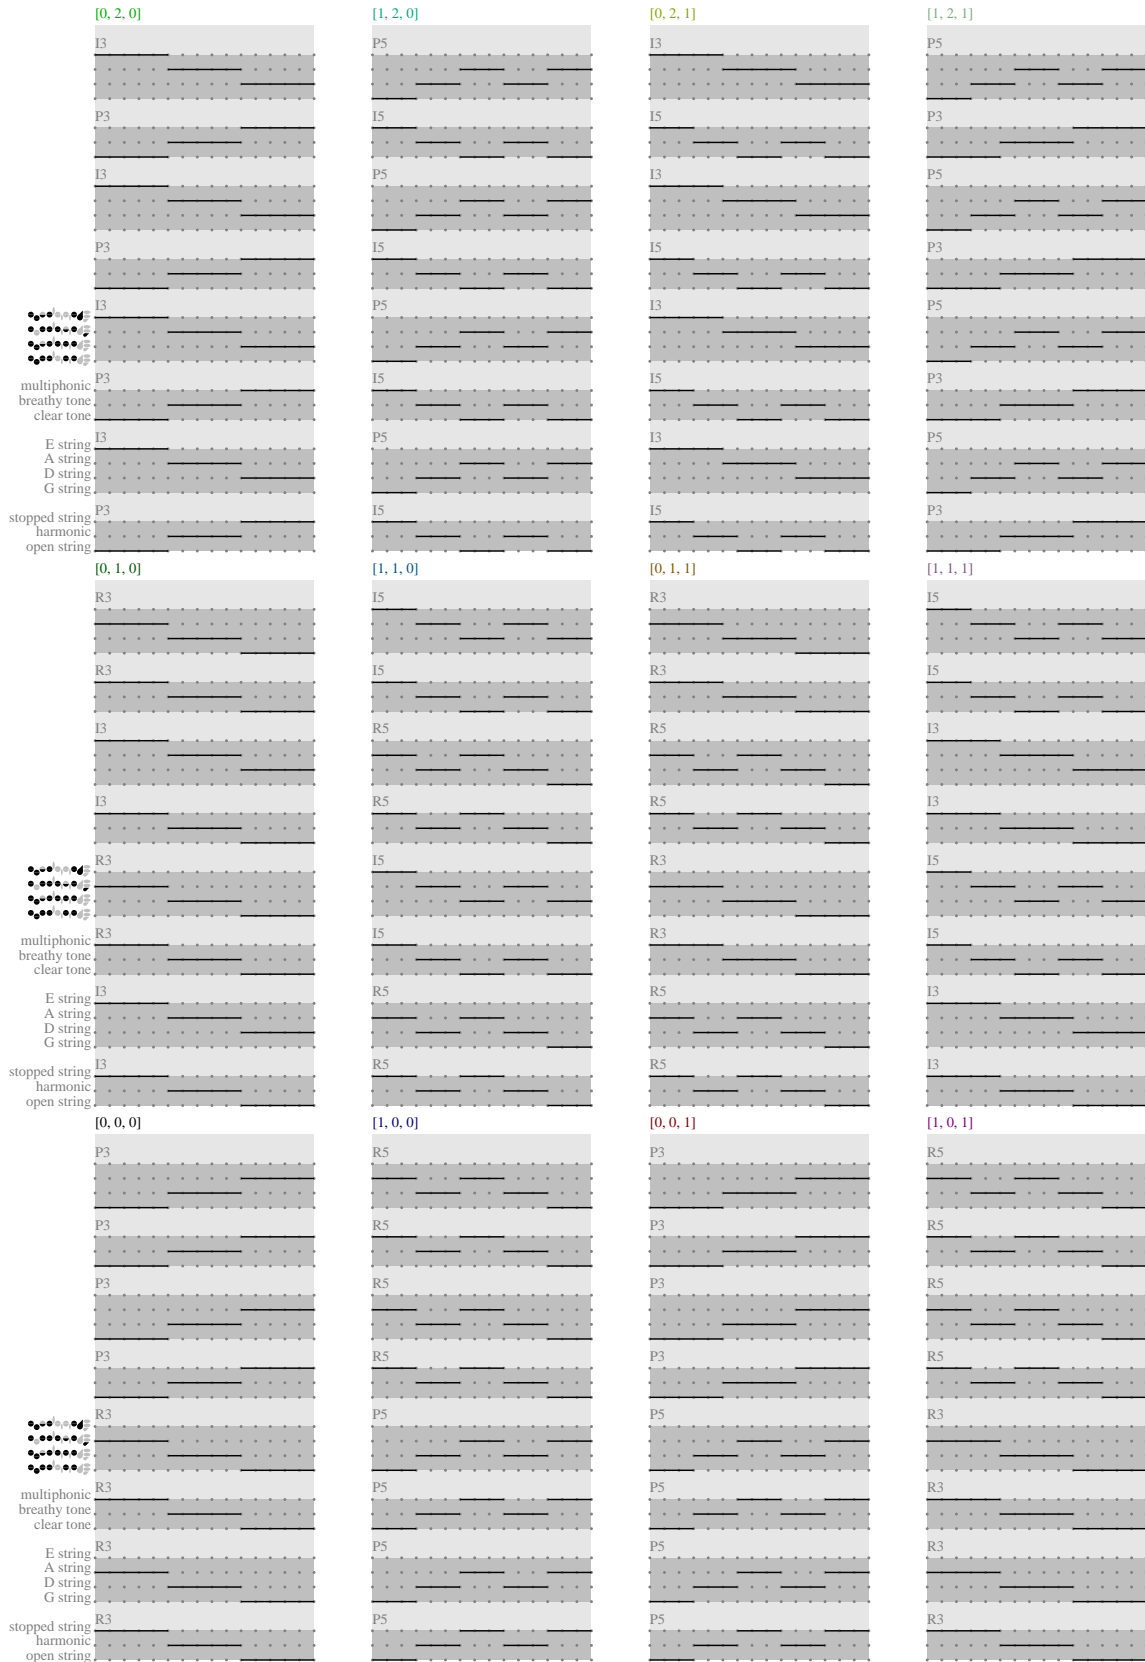 [0, 2, 0] [1, 2, 0] [0, 2, 1] [1, 2, 1]
I3 P5 I3 P5
P3 I5 I5 P3
I3 P5 I3 P5
P3 I5 I5 P3
I3 P5 I3 P5
P3 I5 I5 P3
multiphonic
breathy tone
clear tone
I3 P5 I3 P5
E string
A string
D string
G string
P3 I5 I5 P3
stopped string
harmonic
open string
[0, 1, 0] [1, 1, 0] [0, 1, 1] [1, 1, 1]
R3 I5 R3 I5
R3 I5 R3 I5
I3 R5 R5 I3
I3 R5 R5 I3
R3 I5 R3 I5
R3 I5 R3 I5
multiphonic
breathy tone
clear tone
I3 R5 R5 I3
E string
A string
D string
G string
I3 R5 R5 I3
stopped string
harmonic
open string
[0, 0, 0] [1, 0, 0] [0, 0, 1] [1, 0, 1]
P3 R5 P3 R5
P3 R5 P3 R5
P3 R5 P3 R5
P3 R5 P3 R5
R3 P5 P5 R3
R3 P5 P5 R3
multiphonic
breathy tone
clear tone
R3 P5 P5 R3
E string
A string
D string
G string
R3 P5 P5 R3
stopped string
harmonic
open string